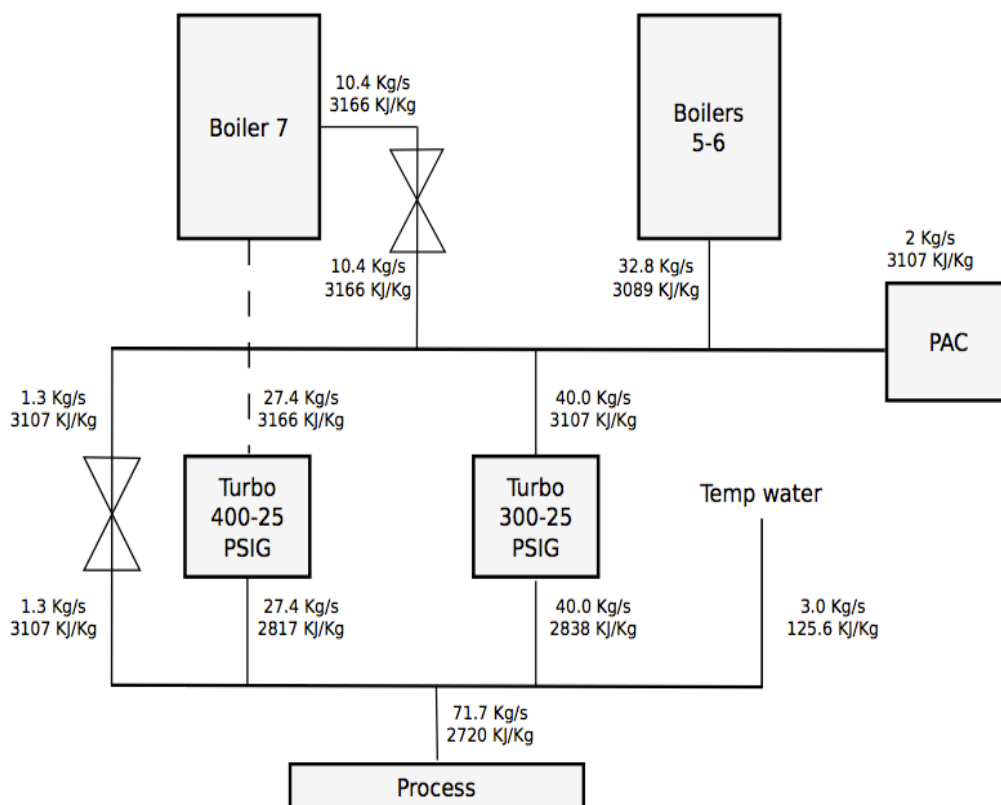 10.4 Kg/s
3166 KJ/Kg
Boiler 7
Boilers
5-6
10.4 Kg/s
3166 KJ/Kg
32.8 Kg/s
3089 KJ/Kg
2 Kg/s
3107 KJ/Kg
PAC
1.3 Kg/s
3107 KJ/Kg
27.4 Kg/s
3166 KJ/Kg
40.0 Kg/s
3107 KJ/Kg
Turbo
400-25
PSIG
Turbo
300-25
PSIG
Temp water
1.3 Kg/s
3107 KJ/Kg
27.4 Kg/s
2817 KJ/Kg
40.0 Kg/s
2838 KJ/Kg
3.0 Kg/s
125.6 KJ/Kg
71.7 Kg/s
2720 KJ/Kg
Process